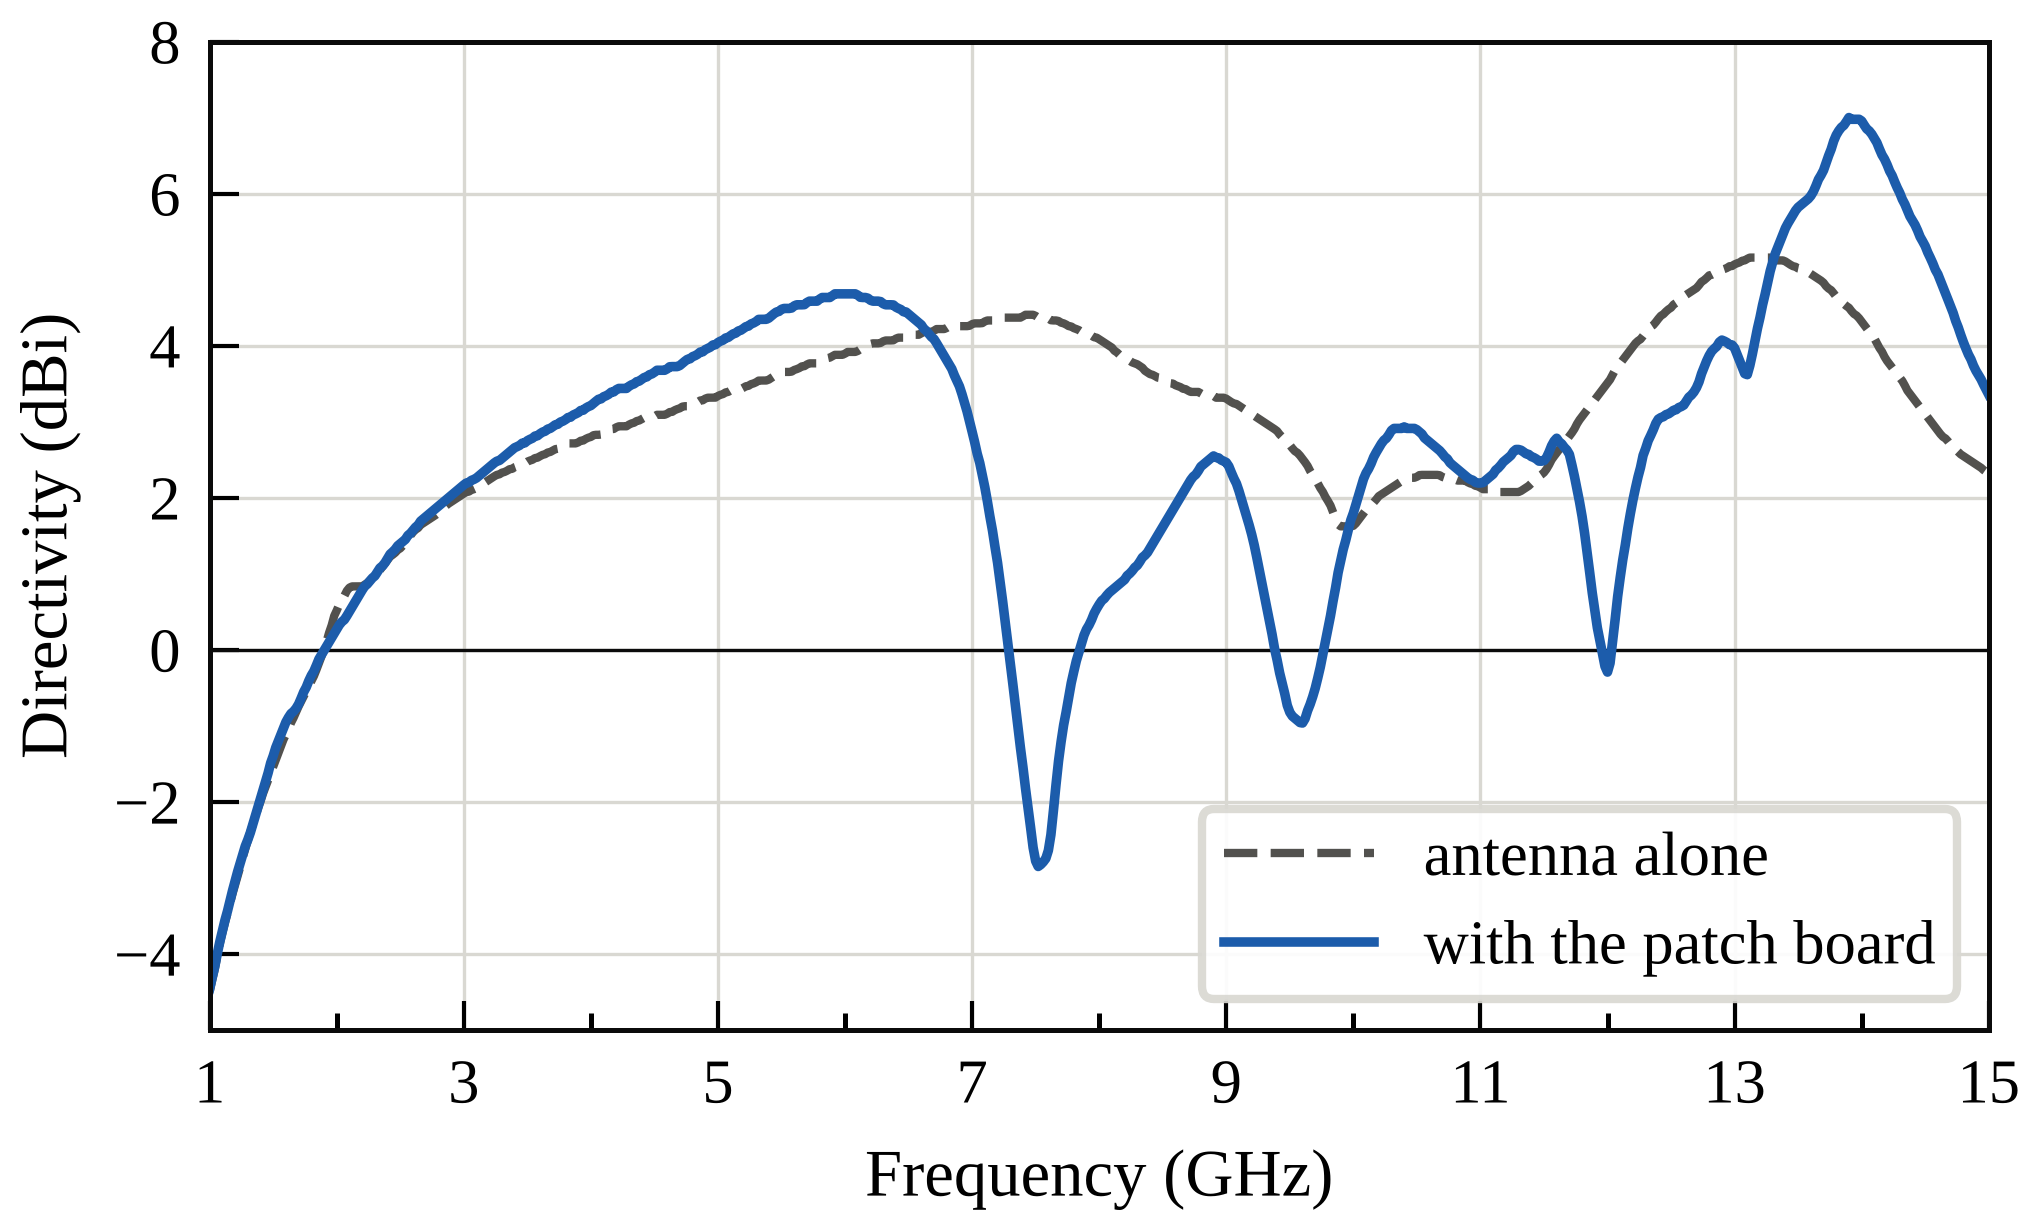 Directivity (dBi)
8
6
4
2
0
−2
−4
antenna alone
with the patch board
1 3 5 7 9 11 13 15
Frequency (GHz)